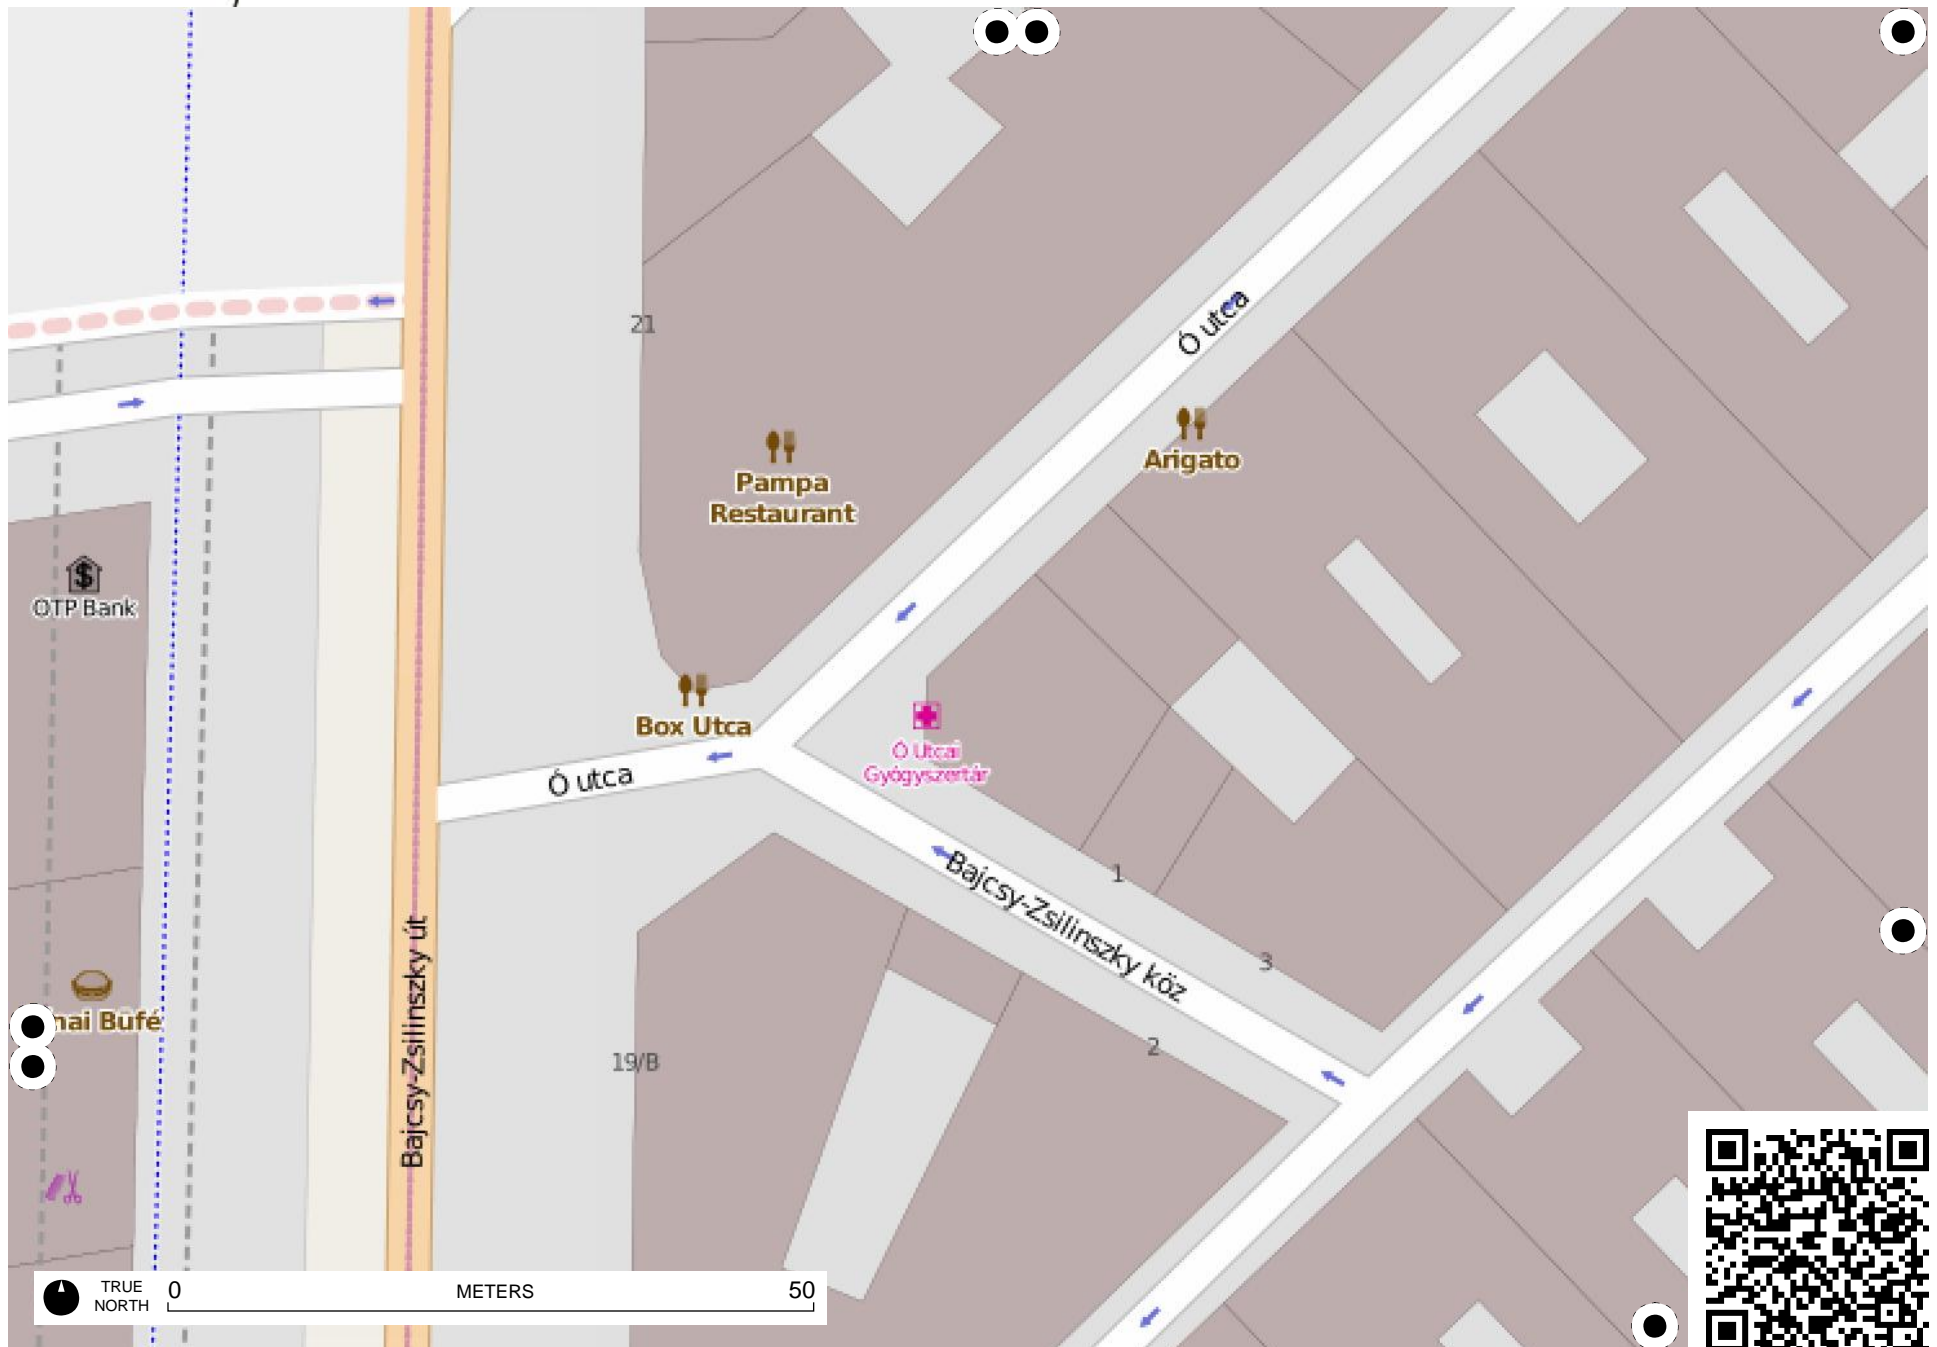 21
Ó utca
Arigato
Pampa
Restaurant
OTP Bank
Box Utca
Ó utca
Ó Utcai
Gyógyszertár
1
Bajcsy-Zsilinszky köz
3
Bajcsy-Zsilinszky út
Büfé
2
19/B
TRUE
NORTH
0
METERS
50